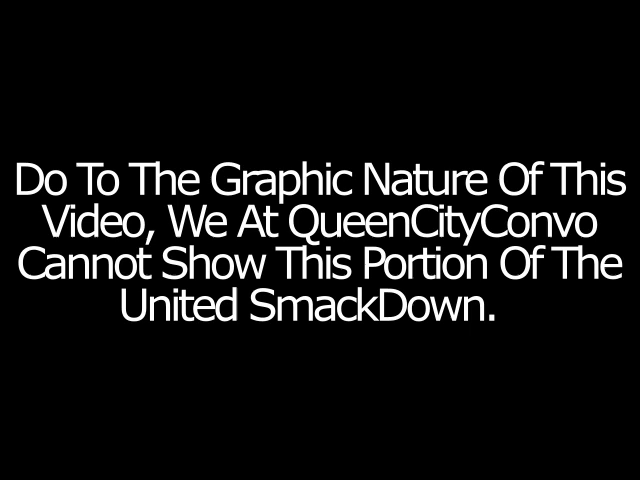 Do To The Graphic Nature Of This
Video, We At QueenCityConvo
Cannot Show This Portion Of The
United SmackDown.